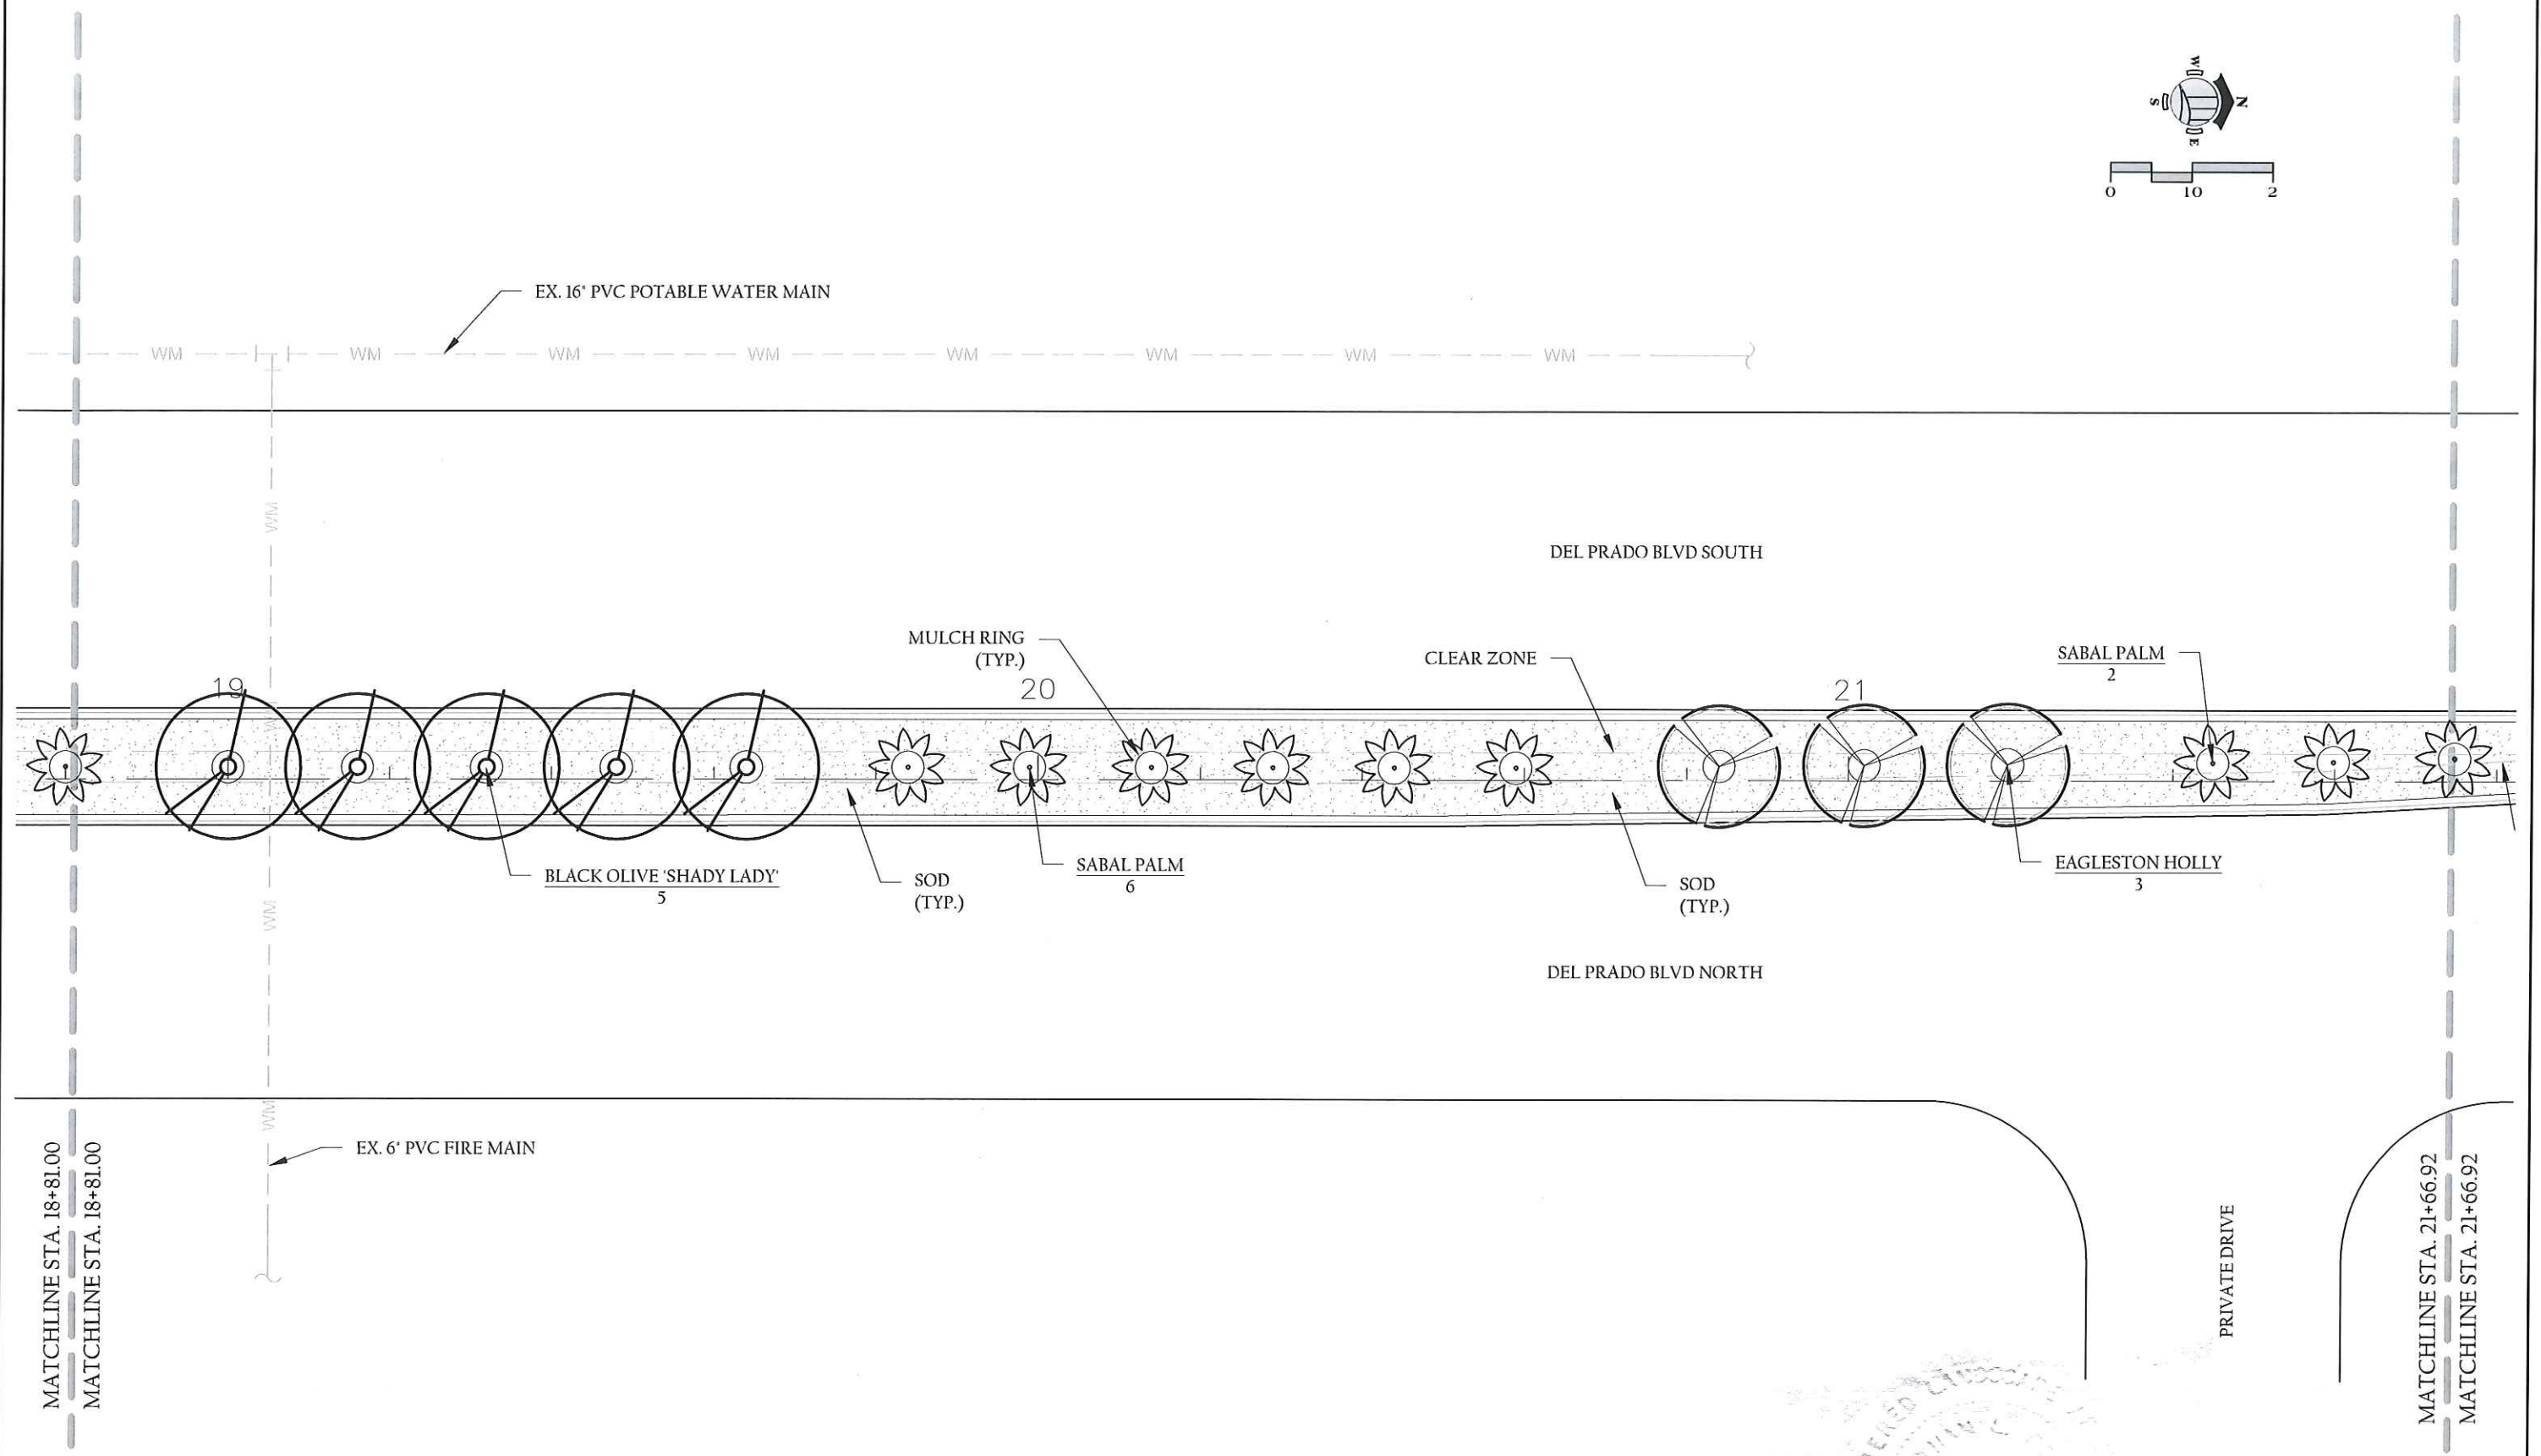 W
S
N
E
0 10 2
EX. 16" PVC POTABLE WATER MAIN
WM WM WM WM WM WM WM WM
WM
DEL PRADO BLVD SOUTH
MULCH RING
(TYP.)
CLEAR ZONE
SABAL PALM
2
19
20
21
WM
BLACK OLIVE 'SHADY LADY'
5
SOD
(TYP.)
SABAL PALM
6
SOD
(TYP.)
EAGLESTON HOLLY
3
WM
DEL PRADO BLVD NORTH
WM
EX. 6" PVC FIRE MAIN
MATCHLINE STA. 18+81.00
MATCHLINE STA. 18+81.00
PRIVATE DRIVE
MATCHLINE STA. 21+66.92
MATCHLINE STA. 21+66.92